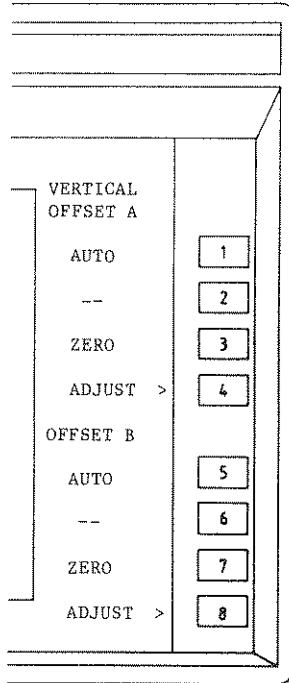 VERTICAL
OFFSET A
AUTO 1
-- 2
ZERO 3
ADJUST > 4
OFFSET B
AUTO 5
-- 6
ZERO 7
ADJUST > 8